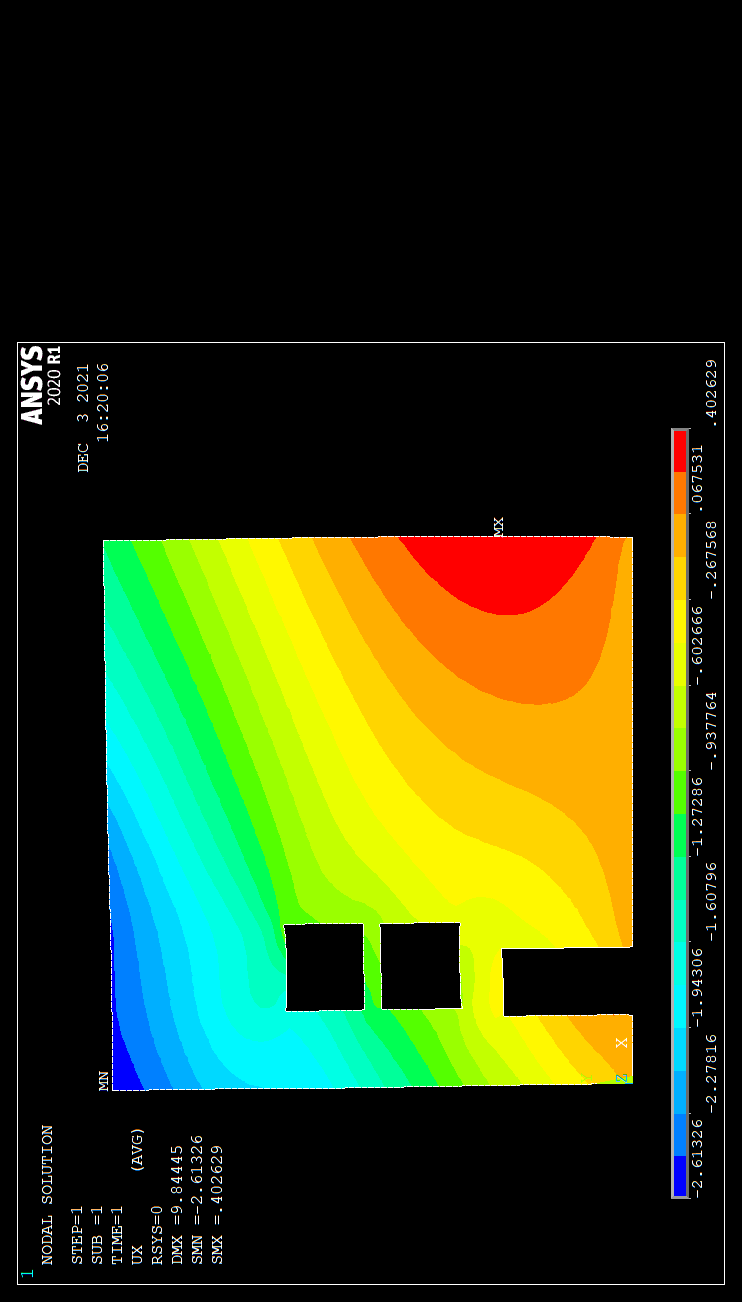 1
NODAL SOLUTION
STEP=1
SUB =1
TIME=1
UX       (AVG)
RSYS=0
DMX =9.84445
SMN =-2.61326
SMX =.402629
ANSYS
2020 R1
DEC  3 2021
16:20:06
MN
MX
Z X
-2.61326
-2.27816
-1.94306
-1.60796
-1.27286
-.937764
-.602666
-.267568
.067531
.402629